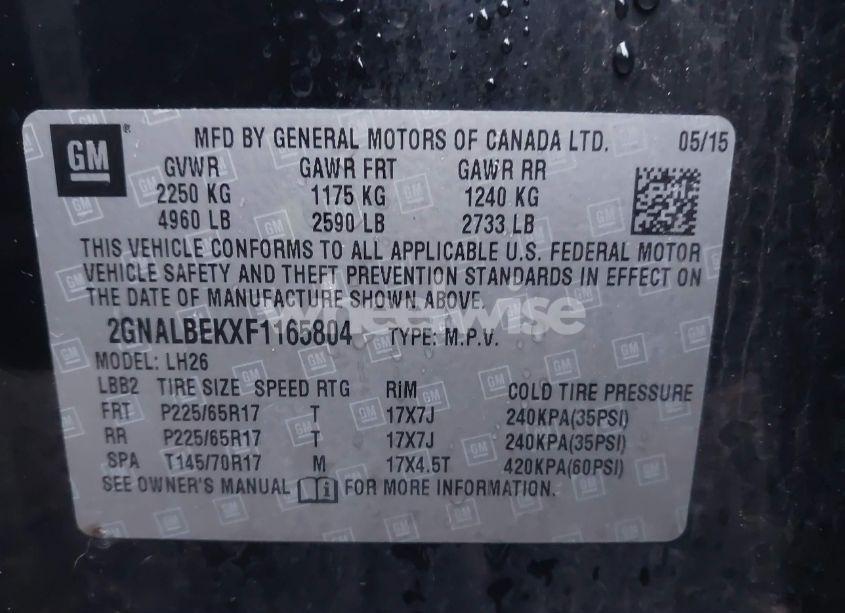 GM ® MFD BY GENERAL MOTORS OF CANADA LTD. 05/15
GVWR GAWR FRT GAWR RR
2250 KG 1175 KG 1240 KG
4960 LB 2590 LB 2733 LB
THIS VEHICLE CONFORMS TO ALL APPLICABLE U.S. FEDERAL MOTOR
VEHICLE SAFETY AND THEFT PREVENTION STANDARDS IN EFFECT ON
THE DATE OF MANUFACTURE SHOWN ABOVE.
wheelwise
2GNALBEKXF1165804 TYPE: M.P.V.
MODEL: LH26
LBB2 TIRE SIZE SPEED RTG RIM COLD TIRE PRESSURE
FRT P225/65R17 T 17X7J 240KPA(35PSI)
RR P225/65R17 T 17X7J 240KPA(35PSI)
SPA T145/70R17 M 17X4.5T 420KPA(60PSI)
SEE OWNER'S MANUAL i FOR MORE INFORMATION.